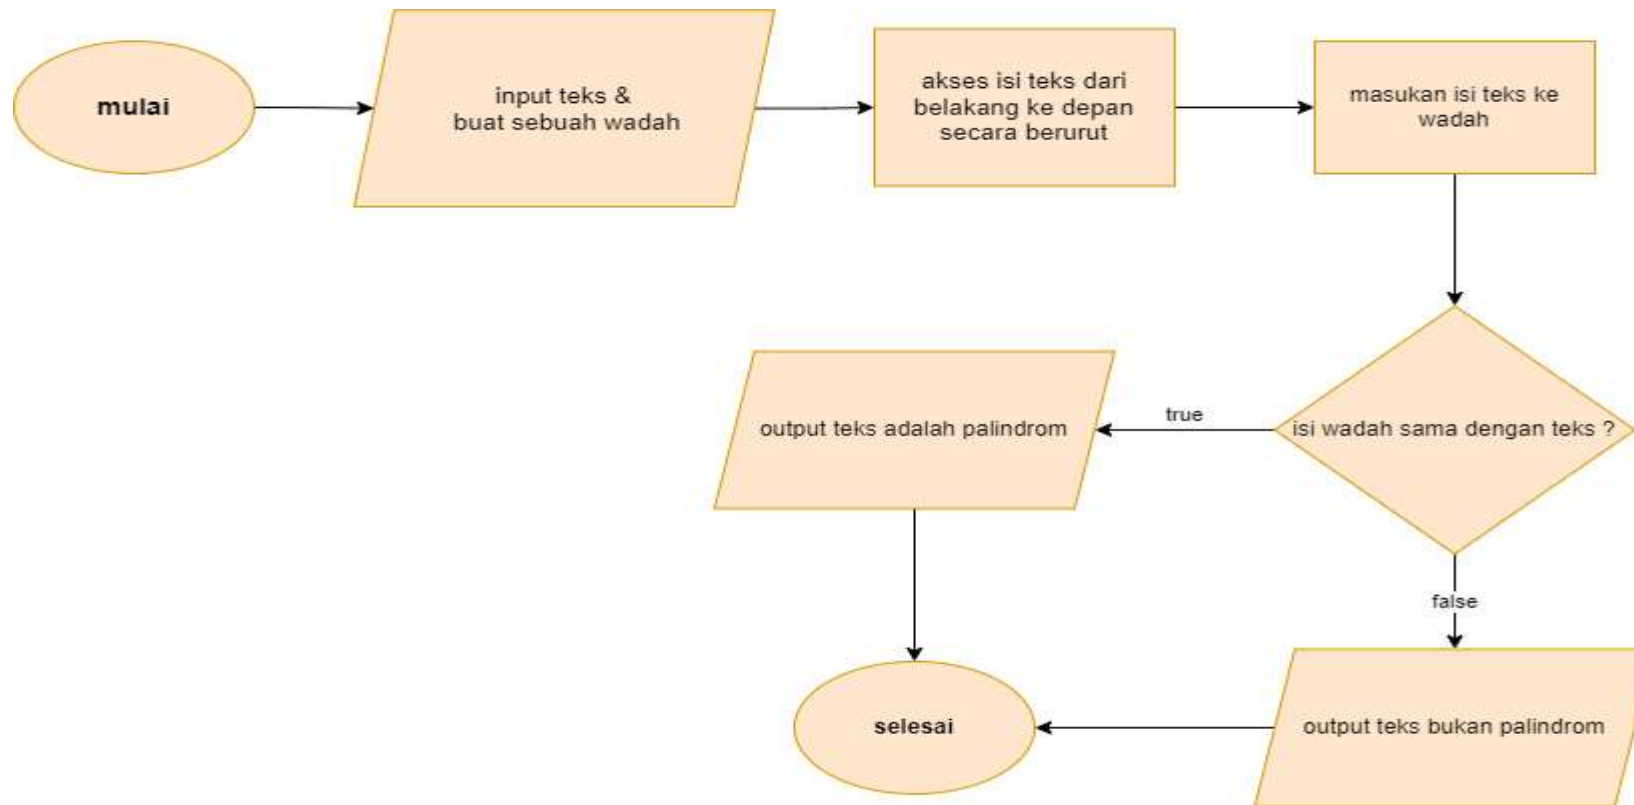 mulai
input teks &
buat sebuah wadah
akses isi teks dari
belakang ke depan
secara berurut
masukan isi teks ke
wadah
isi wadah sama dengan teks ?
true
output teks adalah palindrom
false
output teks bukan palindrom
selesai